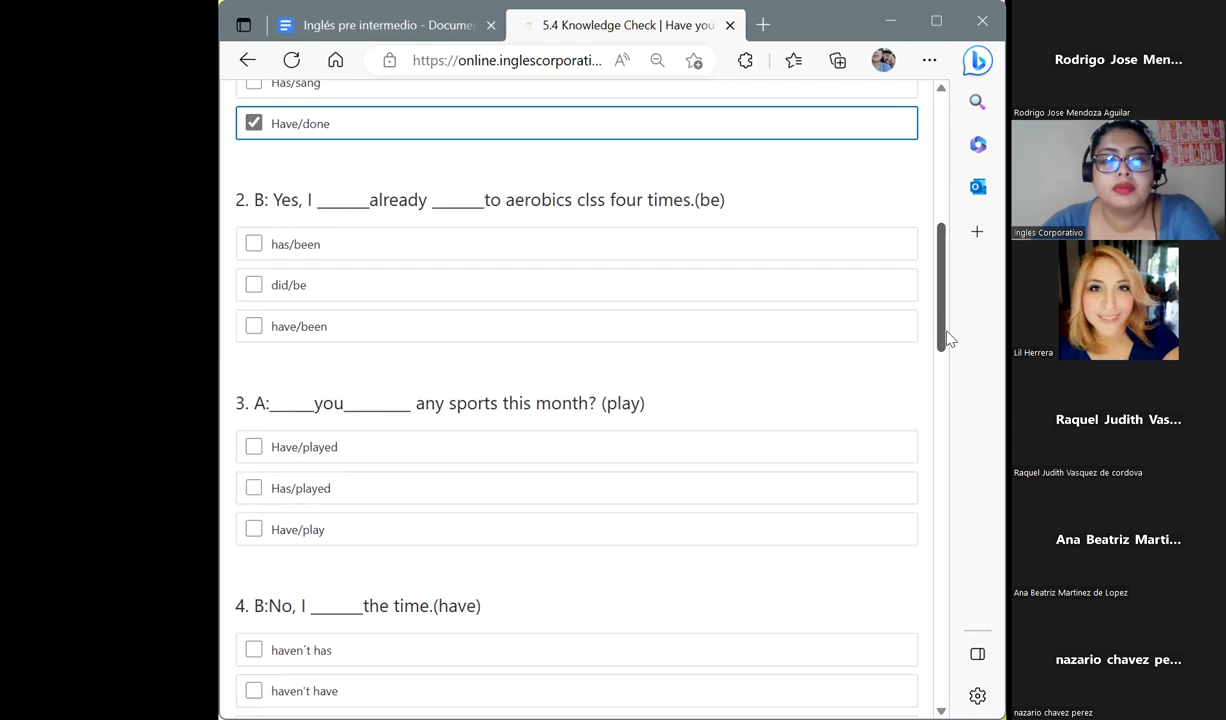 Inglés pre intermedio - Docume
5.4 Knowledge Check | Have you
https://online.inglescorporati...
Has/sang
Have/done
2. B: Yes, I ______already ______to aerobics clss four times.(be)
has/been
did/be
have/been
3. A:_____you________ any sports this month? (play)
Have/played
Has/played
Have/play
4. B:No, I ______the time.(have)
haven´t has
haven't have
Rodrigo Jose Men...
Rodrigo Jose Mendoza Aguilar
Ingles Corporativo
Lil Herrera
Raquel Judith Vas...
Raquel Judith Vasquez de cordova
Ana Beatriz Marti...
Ana Beatriz Martinez de Lopez
nazario chavez pe...
nazario chavez perez